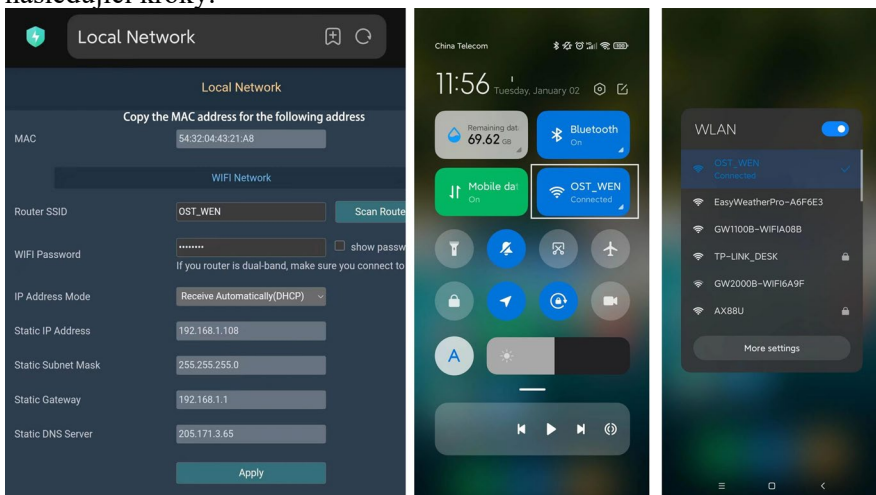 následující kroky:
Local Network
Local Network
Copy the MAC address for the following address
MAC
54:32:04:43:21:A8
WIFI Network
Router SSID
OST_WEN
Scan Route
WIFI Password
········
show passw
If you router is dual-band, make sure you connect to
IP Address Mode
Receive Automatically(DHCP)
Static IP Address
192.168.1.108
Static Subnet Mask
255.255.255.0
Static Gateway
192.168.1.1
Static DNS Server
205.171.3.65
Apply
China Telecom
11:56 Tuesday, January 02
Remaining dat
69.62 GB
Bluetooth
On
Mobile dat
On
OST_WEN
Connected
A
WLAN
OST_WEN
Connected
EasyWeatherPro-A6F6E3
GW1100B-WIFIA08B
TP-LINK_DESK
GW2000B-WIFI6A9F
AX88U
More settings